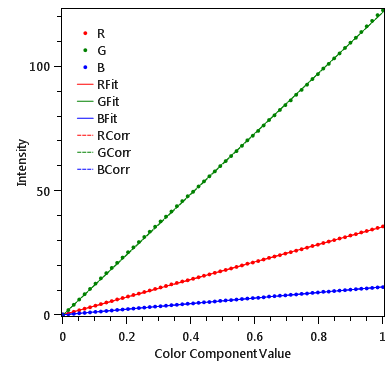 R
G
B
RFit
GFit
BFit
RCorr
GCorr
BCorr
100
50
0
Intensity
0 0.2 0.4 0.6 0.8 1
Color Component Value